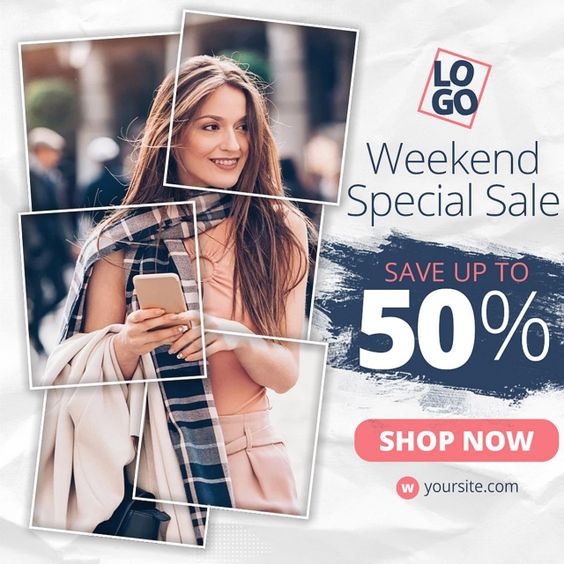 LO
GO
Weekend
Special Sale
SAVE UP TO
50%
SHOP NOW
w yoursite.com